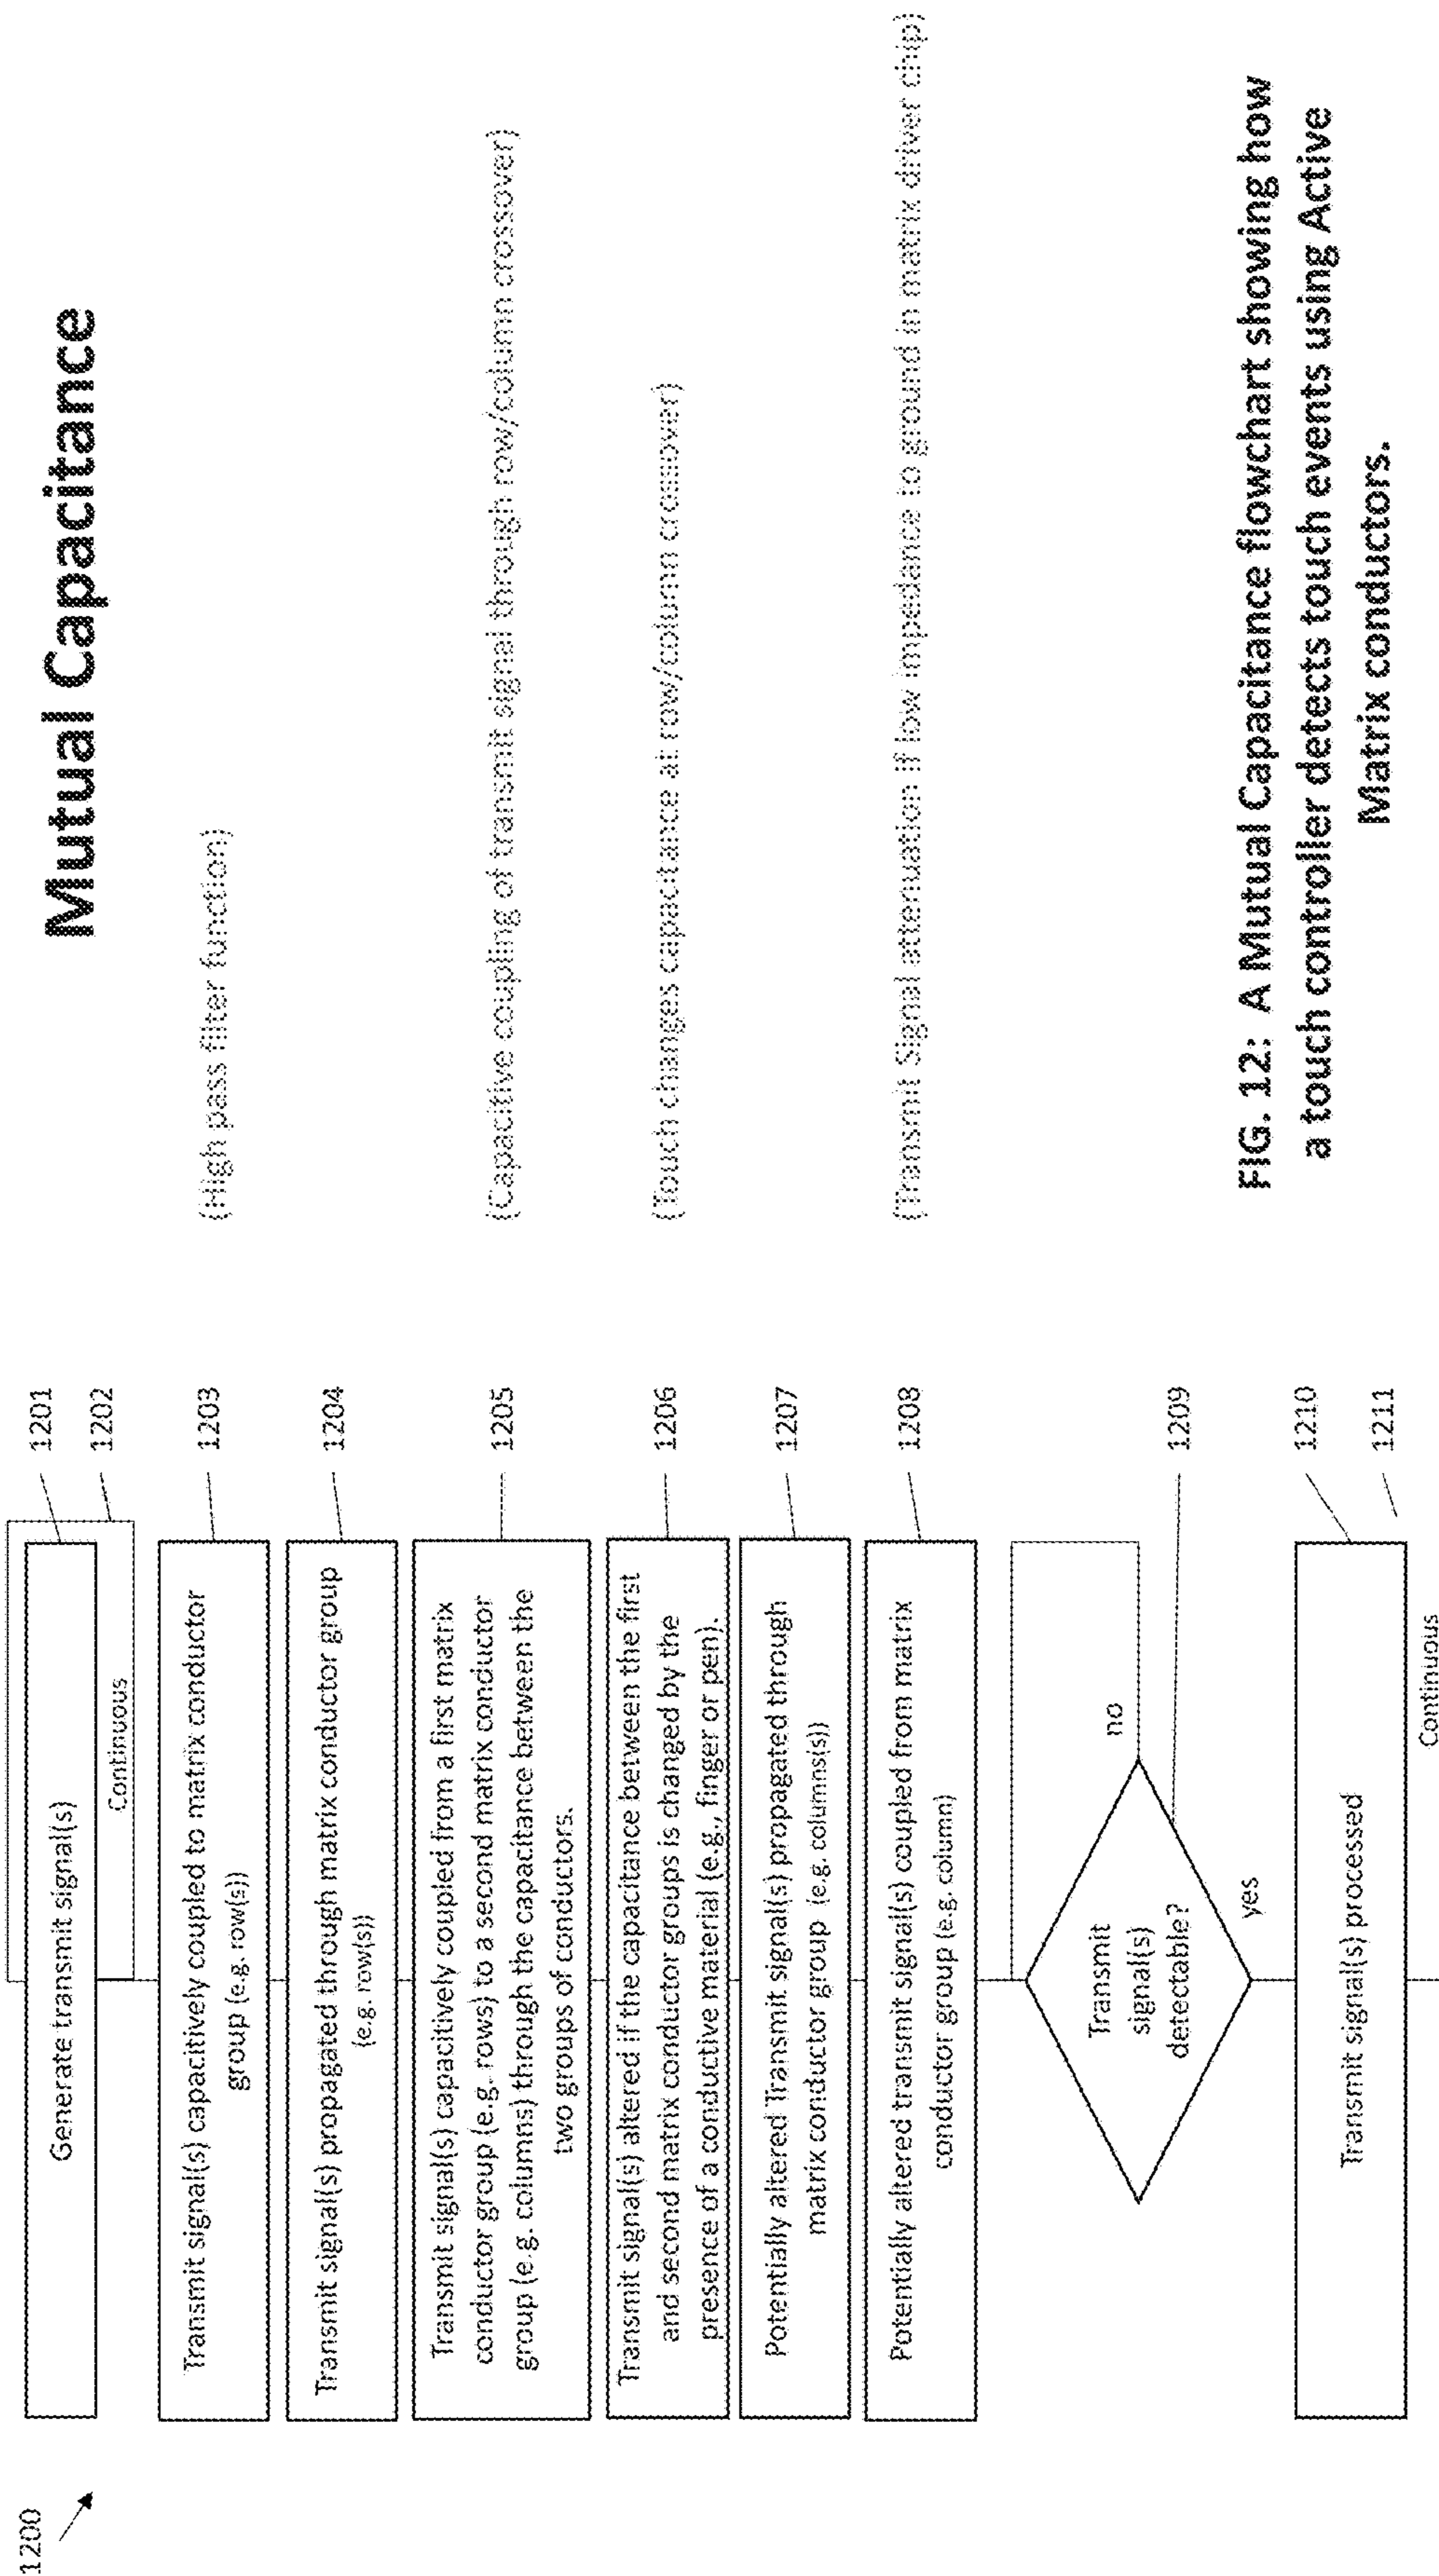 1200
Mutual Capacitance
Generate transmit signal(s)
1201
Continuous
1202
Transmit signal(s) capacitively coupled to matrix conductor
group (e.g. row(s))
1203
(High pass filter function)
Transmit signal(s) propagated through matrix conductor group
(e.g. row(s))
1204
Transmit signal(s) capacitively coupled from a first matrix
conductor group (e.g. rows) to a second matrix conductor
group (e.g. columns) through the capacitance between the
two groups of conductors.
1205
(Capacitive coupling of transmit signal through row/column crossover)
Transmit signal(s) altered if the capacitance between the first
and second matrix conductor groups is changed by the
presence of a conductive material (e.g., finger or pen).
1206
(Touch changes capacitance at row/column crossover)
Potentially altered Transmit signal(s) propagated through
matrix conductor group (e.g. columns(s))
1207
Potentially altered transmit signal(s) coupled from matrix
conductor group (e.g. column)
1208
(Transmit Signal attenuation if low impedance to ground in matrix driver chip)
Transmit
signal(s)
detectable?
no
yes
1209
Transmit signal(s) processed
1210
1211
Continuous
FIG. 12: A Mutual Capacitance flowchart showing how
a touch controller detects touch events using Active
Matrix conductors.